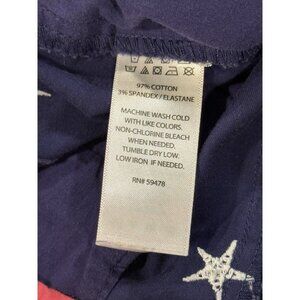 97% COTTON
3% SPANDEX / ELASTANE
MACHINE WASH COLD
WITH LIKE COLORS.
NON-CHLORINE BLEACH
WHEN NEEDED.
TUMBLE DRY LOW.
LOW IRON IF NEEDED.
RN# 59478